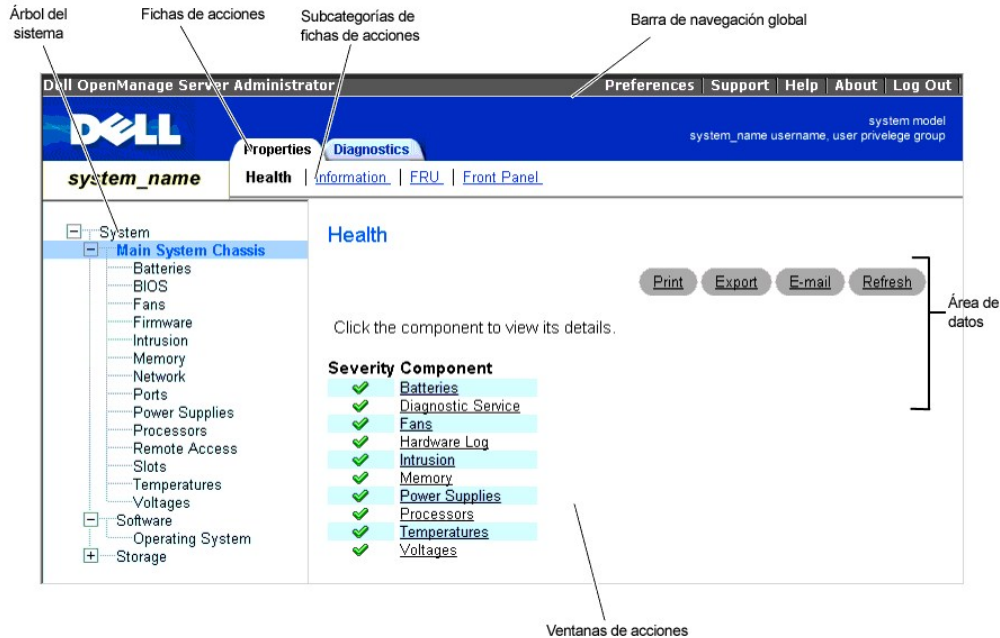 Árbol del
sistema
Fichas de acciones
Subcategorías de
fichas de acciones
Barra de navegación global
Dell OpenManage Server Administrator
Preferences | Support | Help | About | Log Out |
DELL
system model
system_name username, user privelege group
Properties
Diagnostics
system_name
Health | Information | FRU | Front Panel
System
Main System Chassis
Batteries
BIOS
Fans
Firmware
Intrusion
Memory
Network
Ports
Power Supplies
Processors
Remote Access
Slots
Temperatures
Voltages
Software
Operating System
Storage
Health
Print
Export
E-mail
Refresh
Área de
datos
Click the component to view its details.
Severity Component
Batteries
Diagnostic Service
Fans
Hardware Log
Intrusion
Memory
Power Supplies
Processors
Temperatures
Voltages
Ventanas de acciones